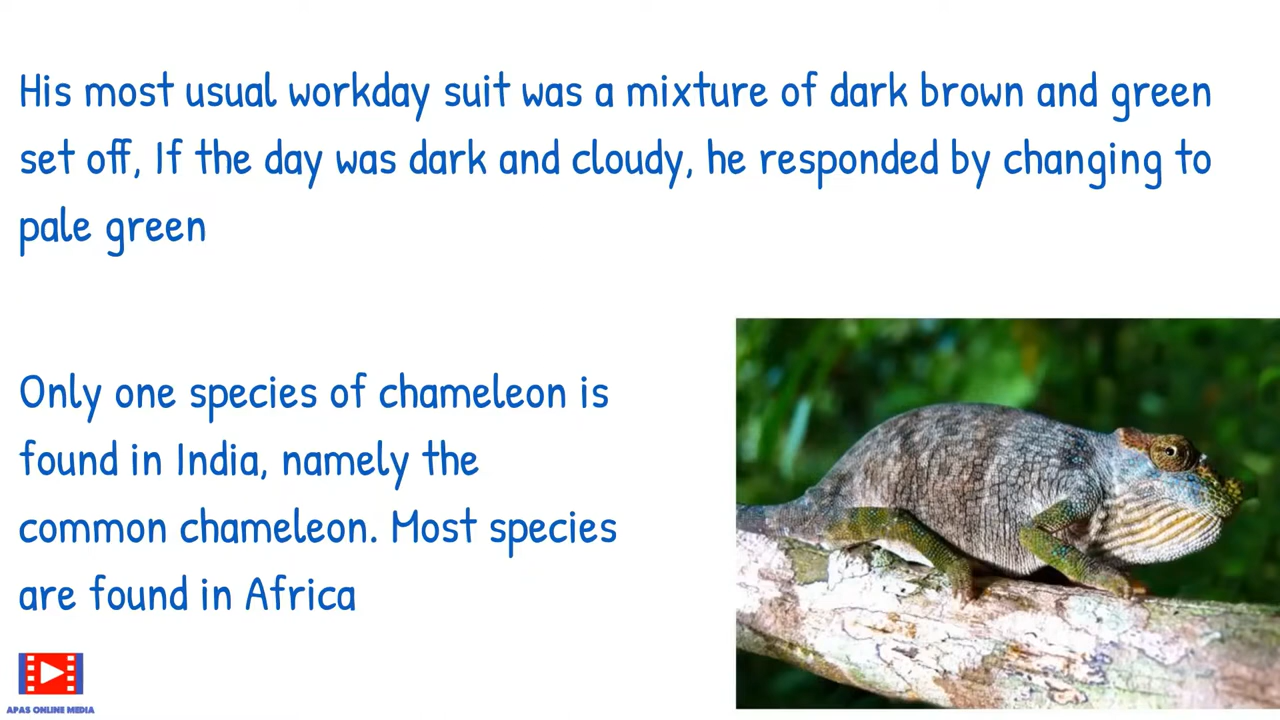 His most usual workday suit was a mixture of dark brown and green
set off, If the day was dark and cloudy, he responded by changing to
pale green
Only one species of chameleon is
found in India, namely the
common chameleon. Most species
are found in Africa
APAS ONLINE MEDIA